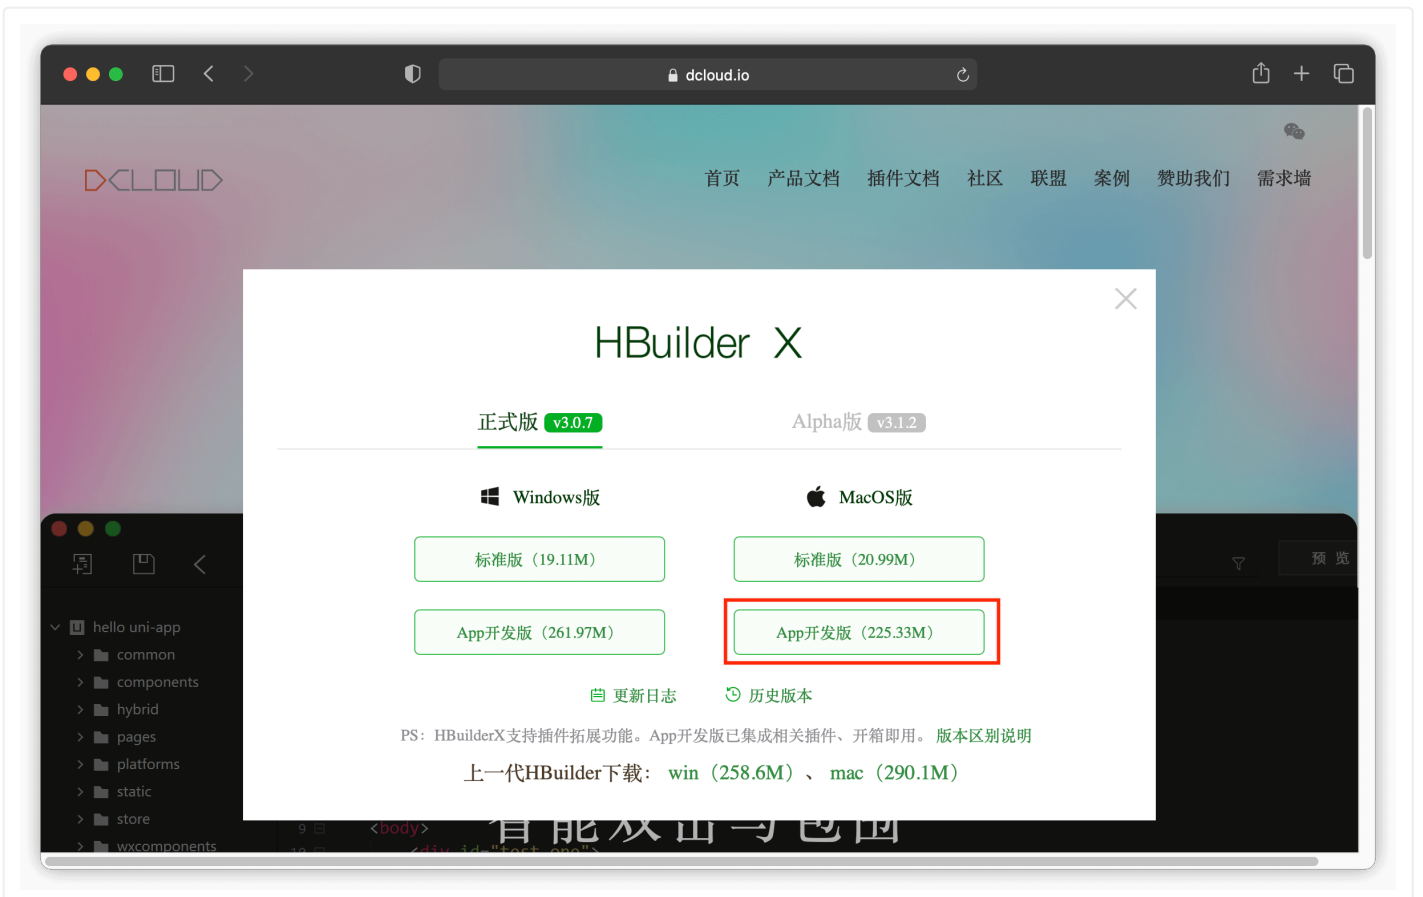 dcloud.io
DCLOUD
首页 产品文档 插件文档 社区 联盟 案例 赞助我们 需求墙
HBuilder X
正式版 v3.0.7 Alpha版 v3.1.2
Windows版 MacOS版
标准版（19.11M） 标准版（20.99M）
预 览
App开发版（261.97M） App开发版（225.33M）
hello uni-app
common
components
hybrid
pages
platforms
static
store
wxcomponents
更新日志 历史版本
PS：HBuilderX支持插件拓展功能。App开发版已集成相关插件、开箱即用。 版本区别说明
上一代HBuilder下载： win（258.6M）、 mac（290.1M）
9 <body>
10 <div id="test_one">